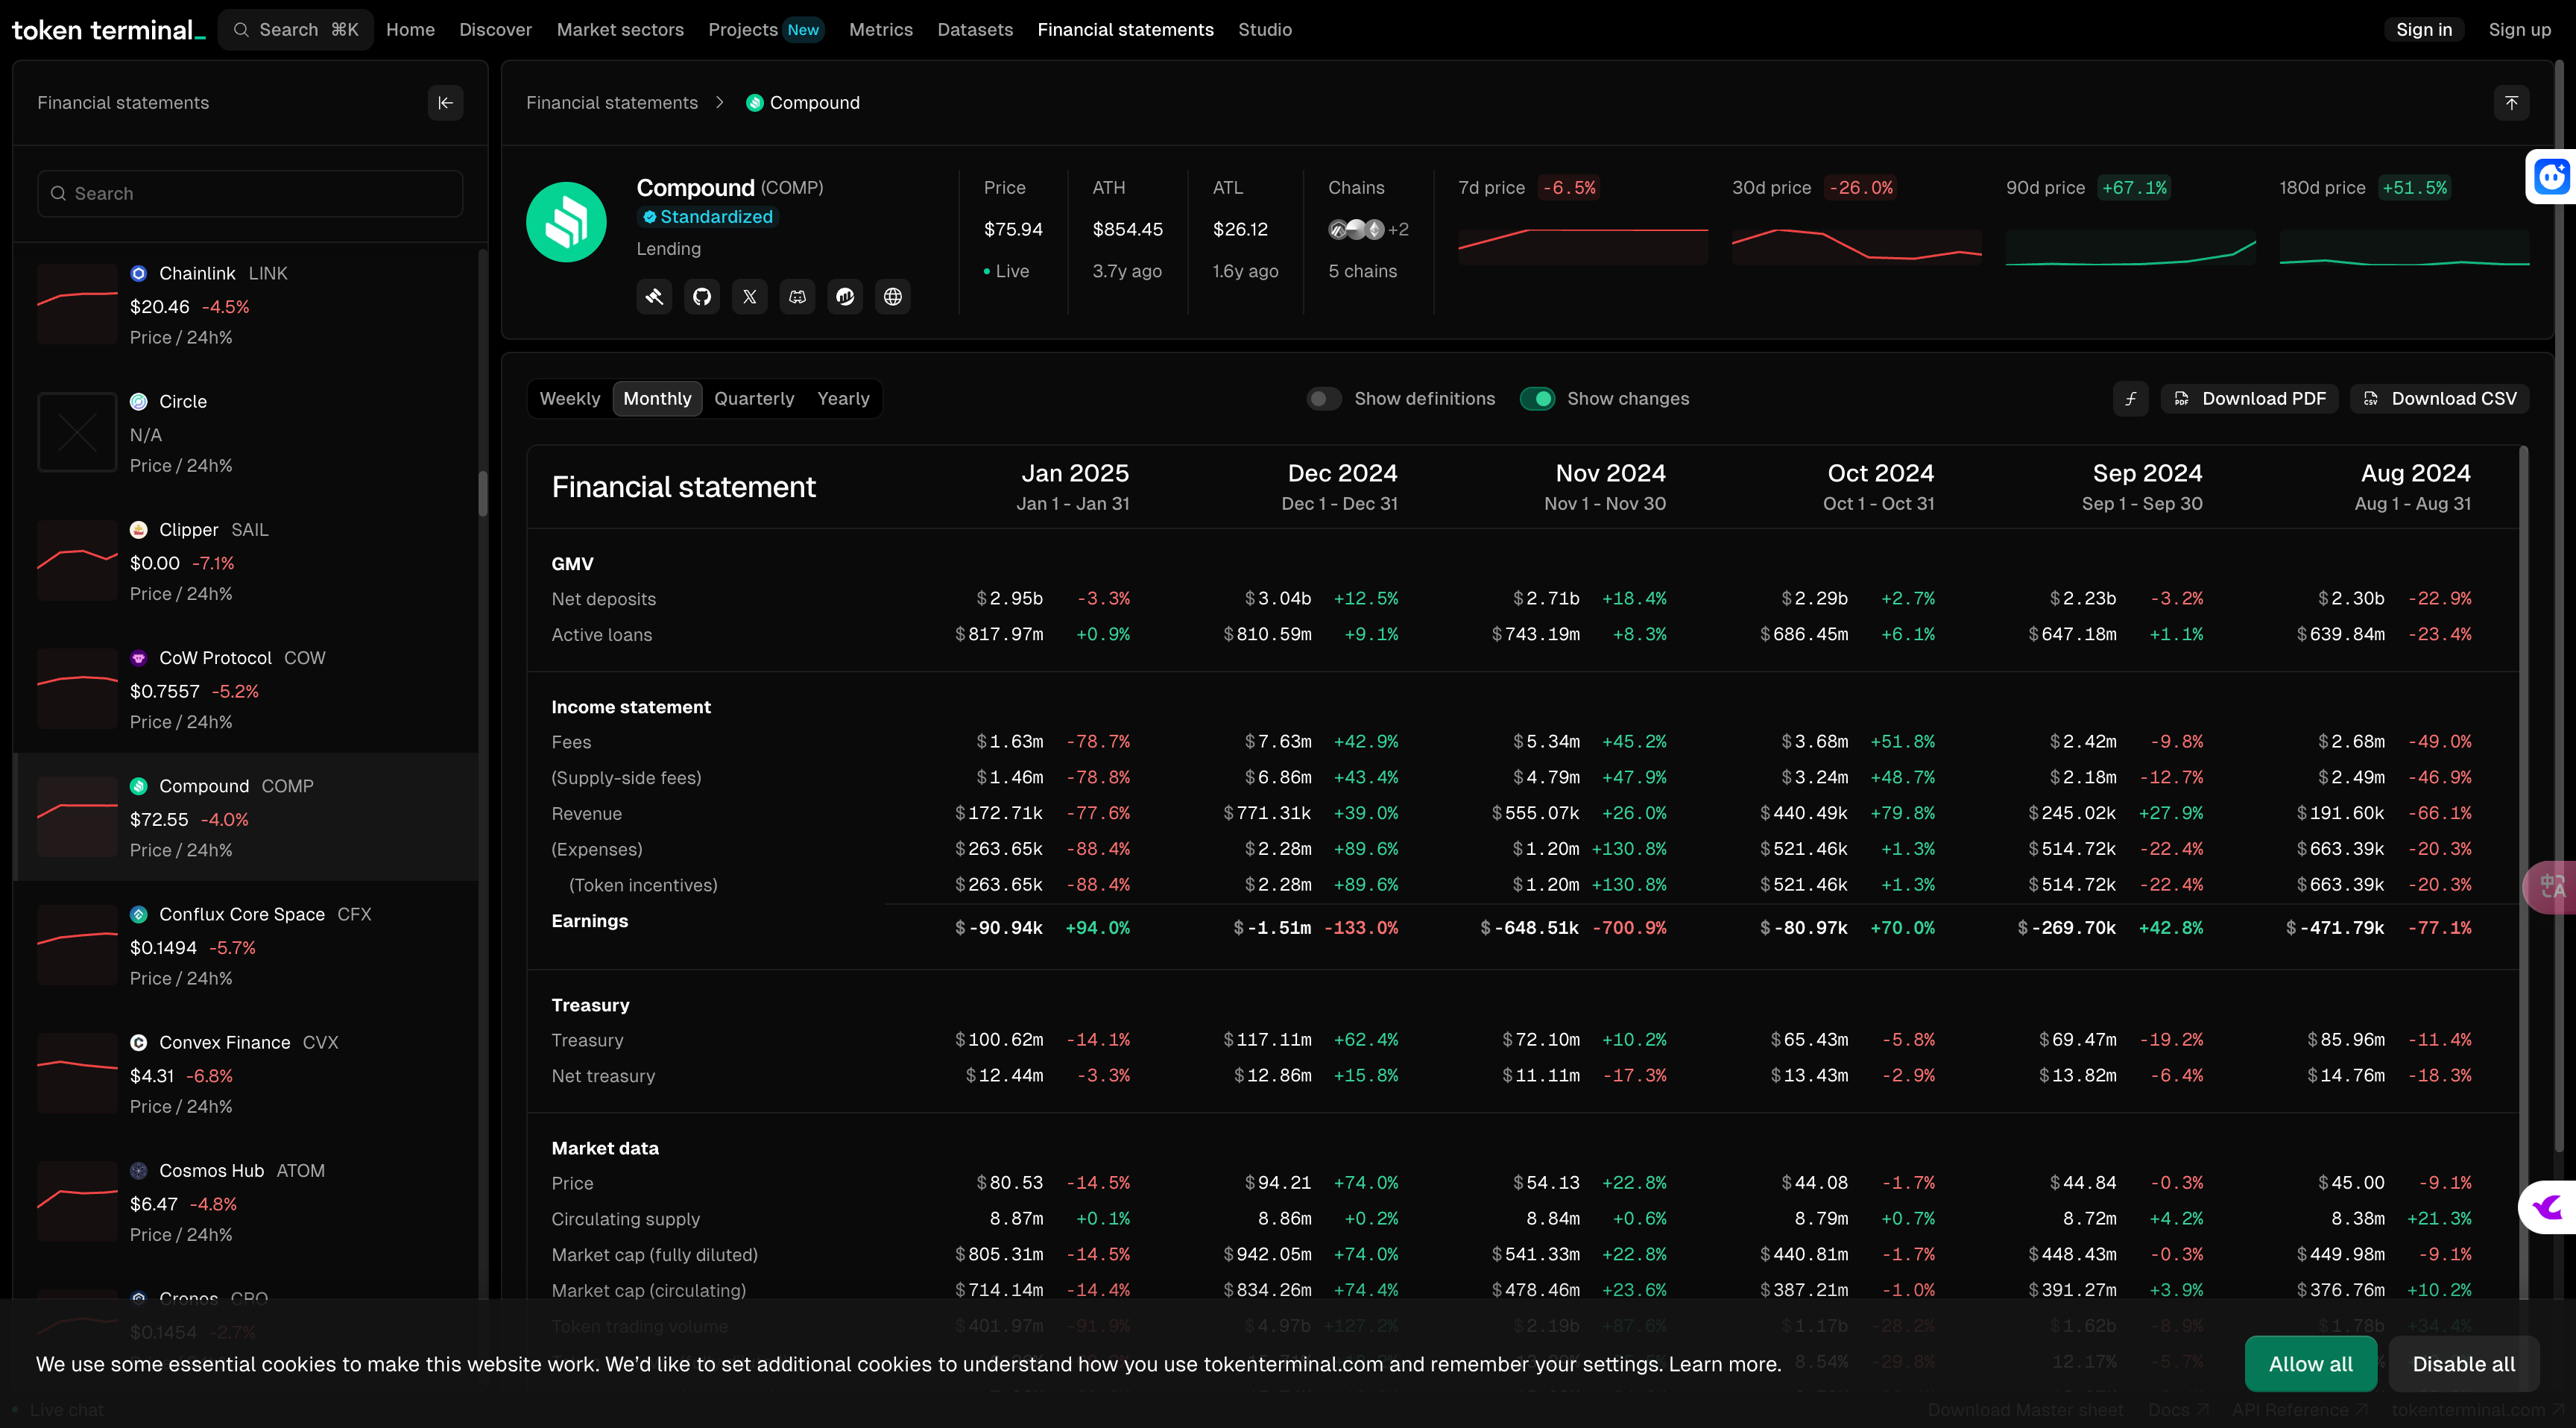 token terminal_ Search ⌘K Home Discover Market sectors Projects New Metrics Datasets Financial statements Studio Sign in Sign up
Financial statements
Search
Chainlink LINK
$20.46 -4.5%
Price / 24h%
Circle
N/A
Price / 24h%
Clipper SAIL
$0.00 -7.1%
Price / 24h%
CoW Protocol COW
$0.7557 -5.2%
Price / 24h%
Compound COMP
$72.55 -4.0%
Price / 24h%
Conflux Core Space CFX
$0.1494 -5.7%
Price / 24h%
Convex Finance CVX
$4.31 -6.8%
Price / 24h%
Cosmos Hub ATOM
$6.47 -4.8%
Price / 24h%
Cronos CRO
$0.1454 -2.7%
Financial statements > Compound
Compound (COMP)
Standardized
Lending
Price
$75.94
Live
ATH
$854.45
3.7y ago
ATL
$26.12
1.6y ago
Chains
+2
5 chains
7d price -6.5%
30d price -26.0%
90d price +67.1%
180d price +51.5%
Weekly Monthly Quarterly Yearly
Show definitions Show changes
PDF Download PDF CSV Download CSV
Financial statement Jan 2025 Dec 2024 Nov 2024 Oct 2024 Sep 2024 Aug 2024
Jan 1 - Jan 31 Dec 1 - Dec 31 Nov 1 - Nov 30 Oct 1 - Oct 31 Sep 1 - Sep 30 Aug 1 - Aug 31
GMV
Net deposits $2.95b -3.3% $3.04b +12.5% $2.71b +18.4% $2.29b +2.7% $2.23b -3.2% $2.30b -22.9%
Active loans $817.97m +0.9% $810.59m +9.1% $743.19m +8.3% $686.45m +6.1% $647.18m +1.1% $639.84m -23.4%
Income statement
Fees $1.63m -78.7% $7.63m +42.9% $5.34m +45.2% $3.68m +51.8% $2.42m -9.8% $2.68m -49.0%
(Supply-side fees) $1.46m -78.8% $6.86m +43.4% $4.79m +47.9% $3.24m +48.7% $2.18m -12.7% $2.49m -46.9%
Revenue $172.71k -77.6% $771.31k +39.0% $555.07k +26.0% $440.49k +79.8% $245.02k +27.9% $191.60k -66.1%
(Expenses) $263.65k -88.4% $2.28m +89.6% $1.20m +130.8% $521.46k +1.3% $514.72k -22.4% $663.39k -20.3%
(Token incentives) $263.65k -88.4% $2.28m +89.6% $1.20m +130.8% $521.46k +1.3% $514.72k -22.4% $663.39k -20.3%
Earnings $-90.94k +94.0% $-1.51m -133.0% $-648.51k -700.9% $-80.97k +70.0% $-269.70k +42.8% $-471.79k -77.1%
Treasury
Treasury $100.62m -14.1% $117.11m +62.4% $72.10m +10.2% $65.43m -5.8% $69.47m -19.2% $85.96m -11.4%
Net treasury $12.44m -3.3% $12.86m +15.8% $11.11m -17.3% $13.43m -2.9% $13.82m -6.4% $14.76m -18.3%
Market data
Price $80.53 -14.5% $94.21 +74.0% $54.13 +22.8% $44.08 -1.7% $44.84 -0.3% $45.00 -9.1%
Circulating supply 8.87m +0.1% 8.86m +0.2% 8.84m +0.6% 8.79m +0.7% 8.72m +4.2% 8.38m +21.3%
Market cap (fully diluted) $805.31m -14.5% $942.05m +74.0% $541.33m +22.8% $440.81m -1.7% $448.43m -0.3% $449.98m -9.1%
Market cap (circulating) $714.14m -14.4% $834.26m +74.4% $478.46m +23.6% $387.21m -1.0% $391.27m +3.9% $376.76m +10.2%
Token trading volume $401.97m -91.9% $4.97b +127.2% $2.19b +87.6% $1.17b -28.2% $1.62b -8.9% $1.78b +34.4%
8.54% -29.8% 12.17% -5.7%
We use some essential cookies to make this website work. We'd like to set additional cookies to understand how you use tokenterminal.com and remember your settings. Learn more.
Allow all Disable all
Live chat Download Master sheet Docs API Reference tokenterminal.com
中A